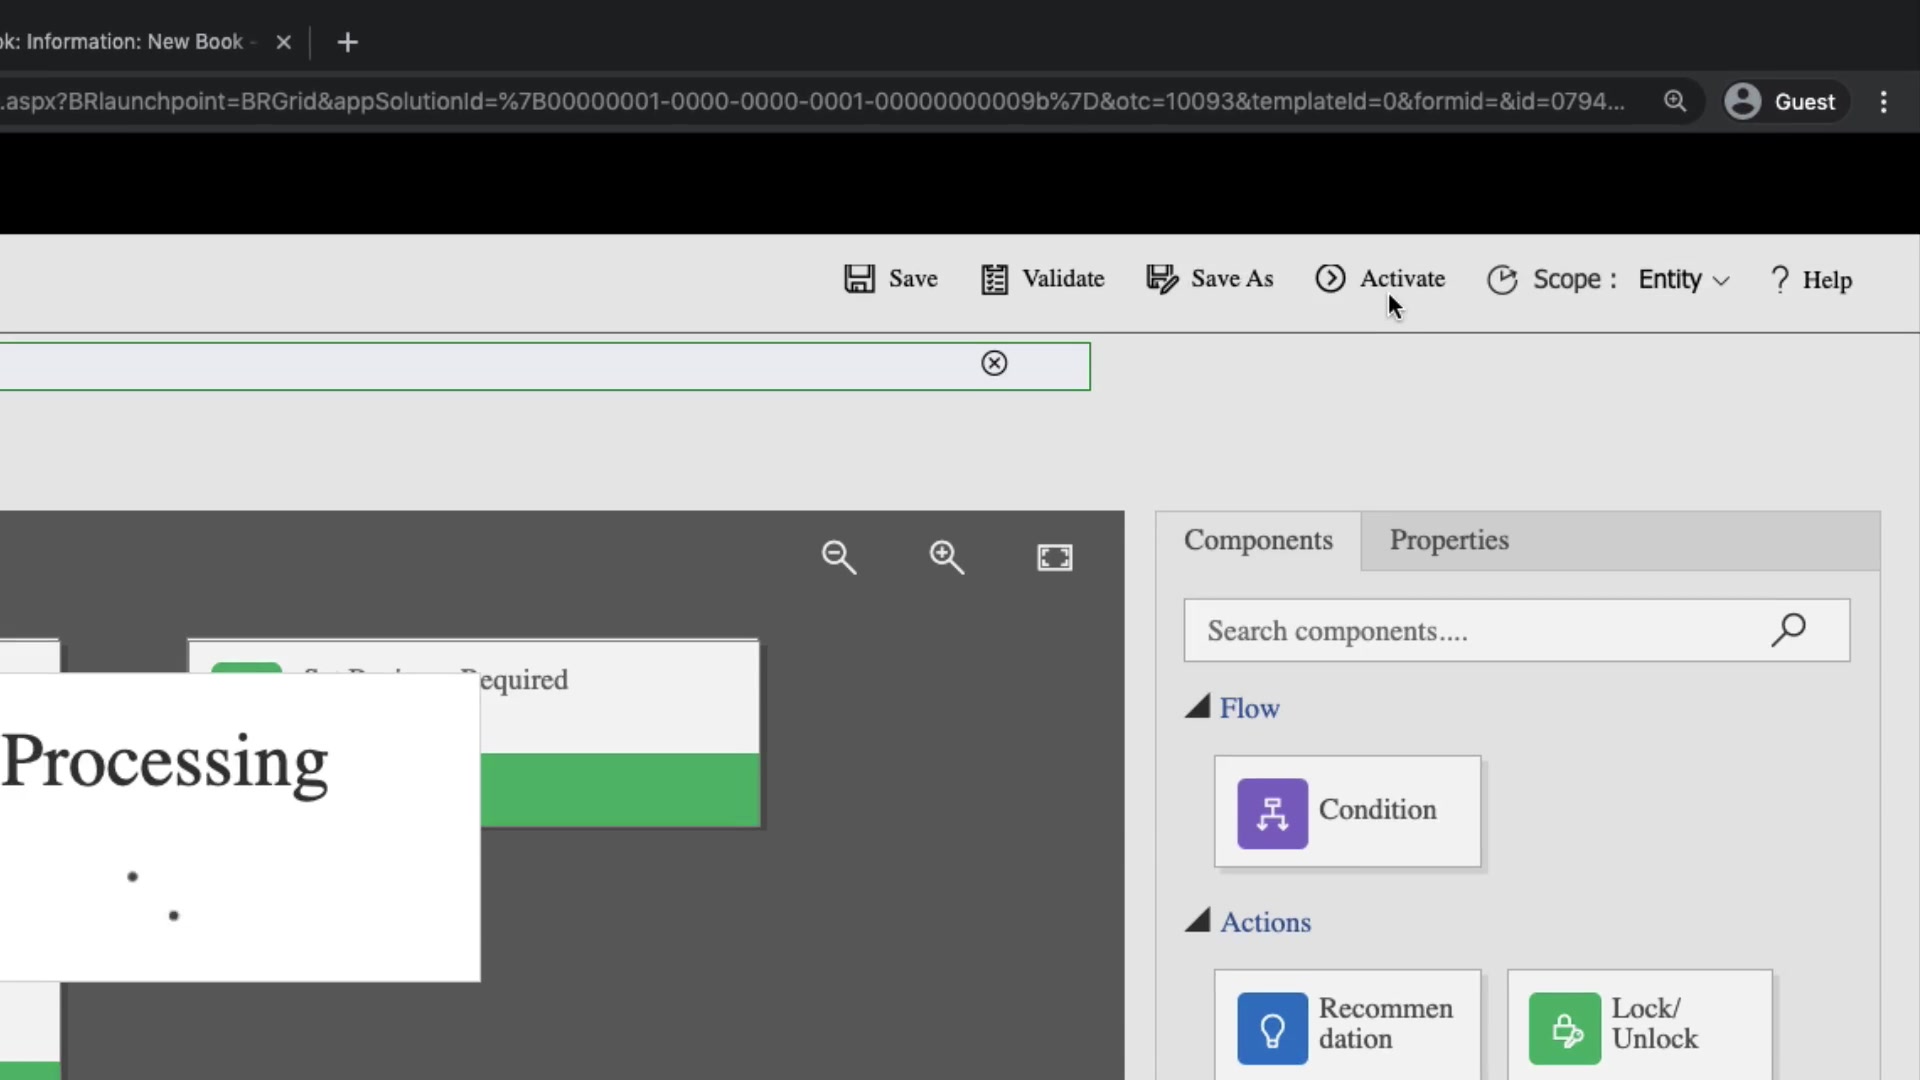 ok: Information: New Book -
.aspx?BRlaunchpoint=BRGrid&appSolutionId=%7B00000001-0000-0000-0001-00000000009b%7D&otc=10093&templateId=0&formid=&id=0794...
Guest
Save
Validate
Save As
Activate
Scope :
Entity
? Help
Components
Properties
Search components....
equired
Processing
Flow
Condition
Actions
Recommen
dation
Lock/
Unlock